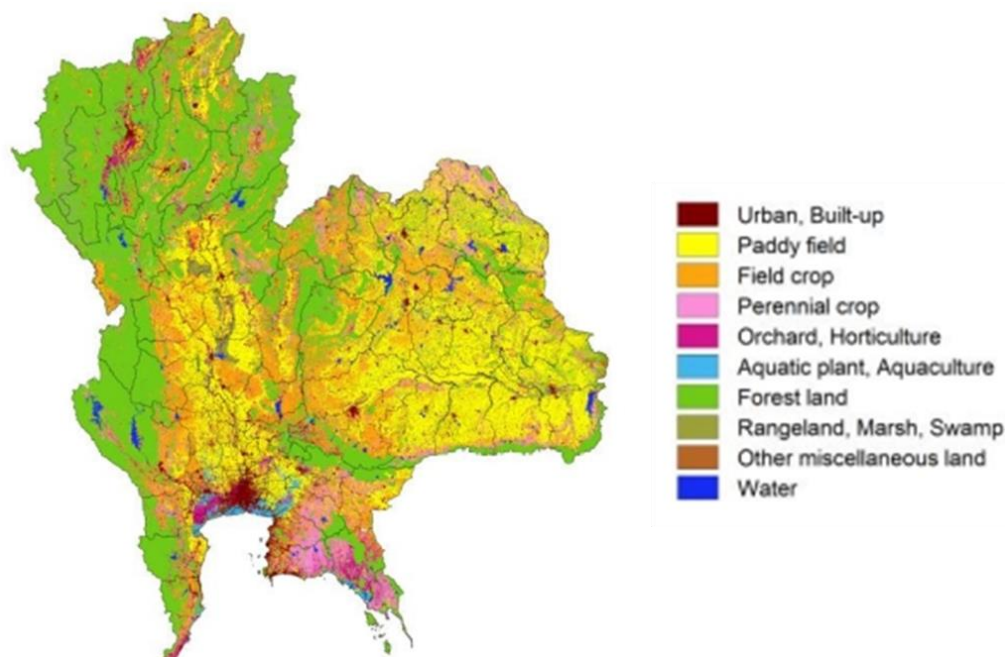 Urban, Built-up
Paddy field
Field crop
Perennial crop
Orchard, Horticulture
Aquatic plant, Aquaculture
Forest land
Rangeland, Marsh, Swamp
Other miscellaneous land
Water